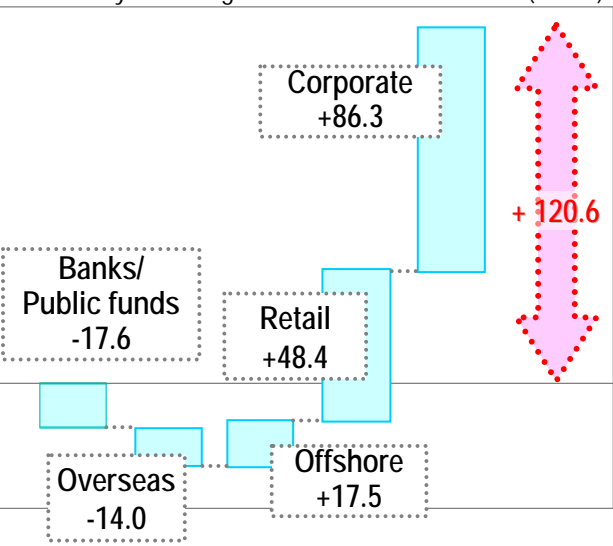 Corporate
+86.3
+ 120.6
Banks/
Public funds
-17.6
Retail
+48.4
Overseas
-14.0
Offshore
+17.5